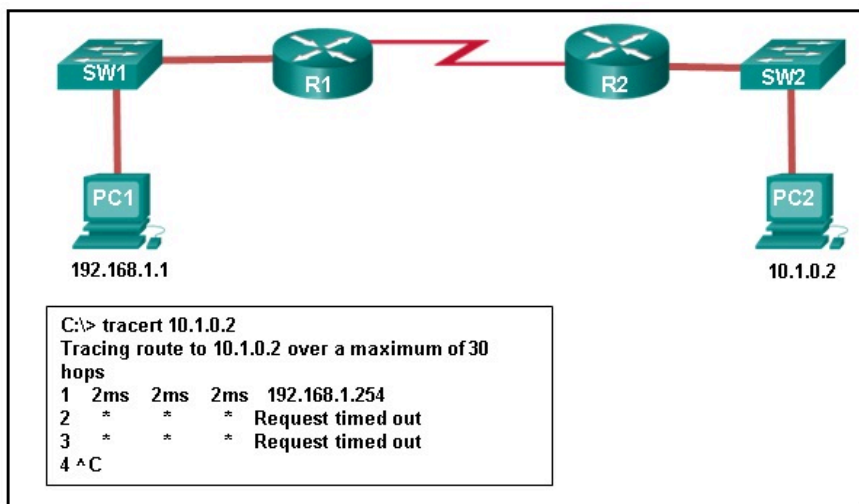 SW1
R1
R2
SW2
PC1
PC2
192.168.1.1
10.1.0.2
C:\> tracert 10.1.0.2
Tracing route to 10.1.0.2 over a maximum of 30
hops
1 2ms 2ms 2ms 192.168.1.254
2 * * * Request timed out
3 * * * Request timed out
4 ^C